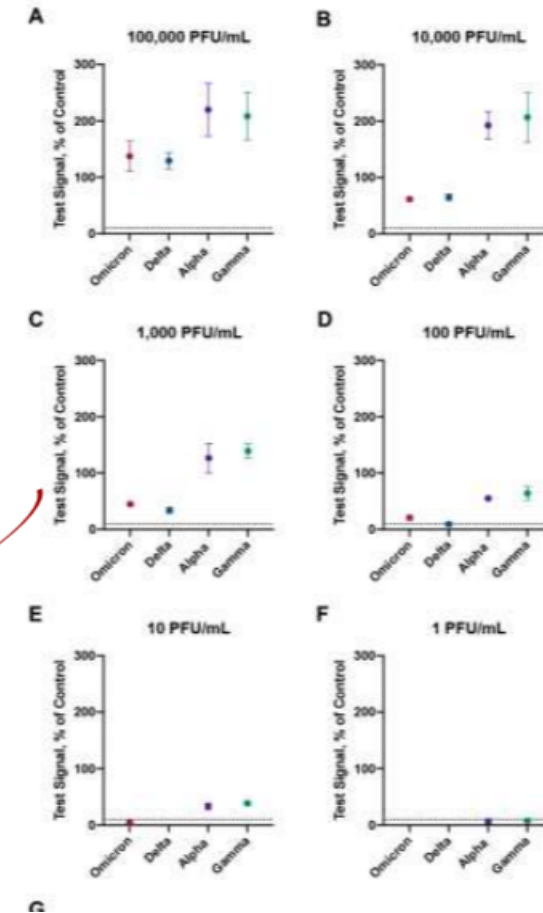 A
100,000 PFU/mL
Test Signal, % of Control
300
200
100
0
Omicron
Delta
Alpha
Gamma
B
10,000 PFU/mL
Test Signal, % of Control
300
200
100
0
Omicron
Delta
Alpha
Gamma
C
1,000 PFU/mL
Test Signal, % of Control
300
200
100
0
Omicron
Delta
Alpha
Gamma
D
100 PFU/mL
Test Signal, % of Control
300
200
100
0
Omicron
Delta
Alpha
Gamma
E
10 PFU/mL
Test Signal, % of Control
300
200
100
0
Omicron
Delta
Alpha
Gamma
F
1 PFU/mL
Test Signal, % of Control
300
200
100
0
Omicron
Delta
Alpha
Gamma
G